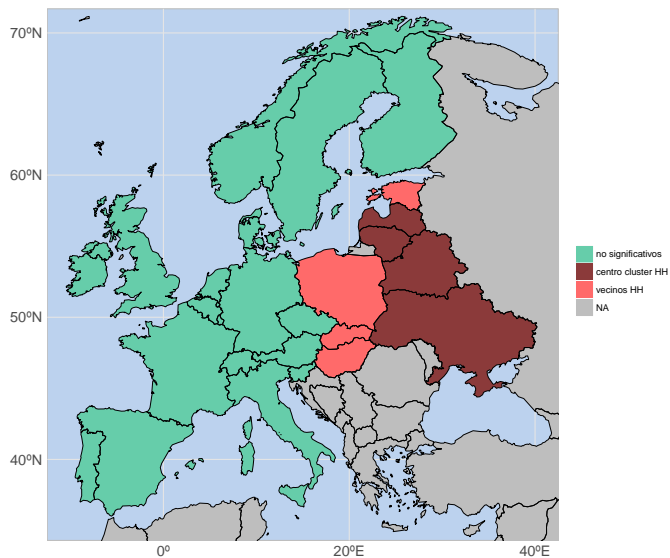 70ºN
60ºN
50ºN
40ºN
0º
20ºE
40ºE
no significativos
centro cluster HH
vecinos HH
NA